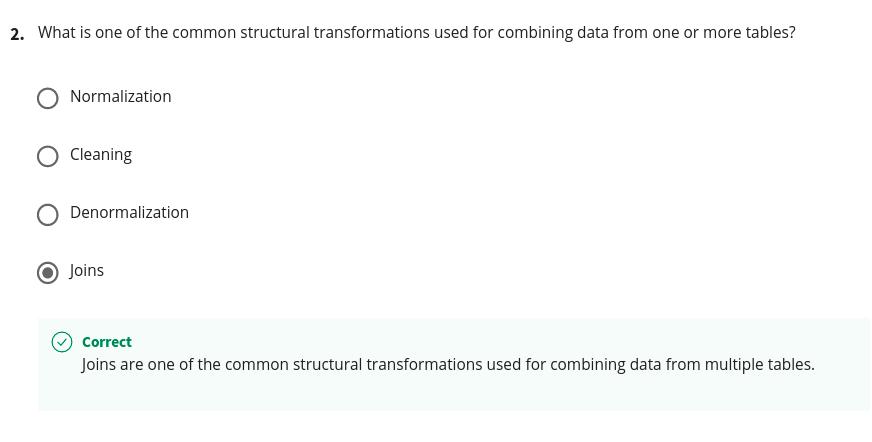 2. What is one of the common structural transformations used for combining data from one or more tables?
Normalization
Cleaning
Denormalization
Joins
Correct
Joins are one of the common structural transformations used for combining data from multiple tables.